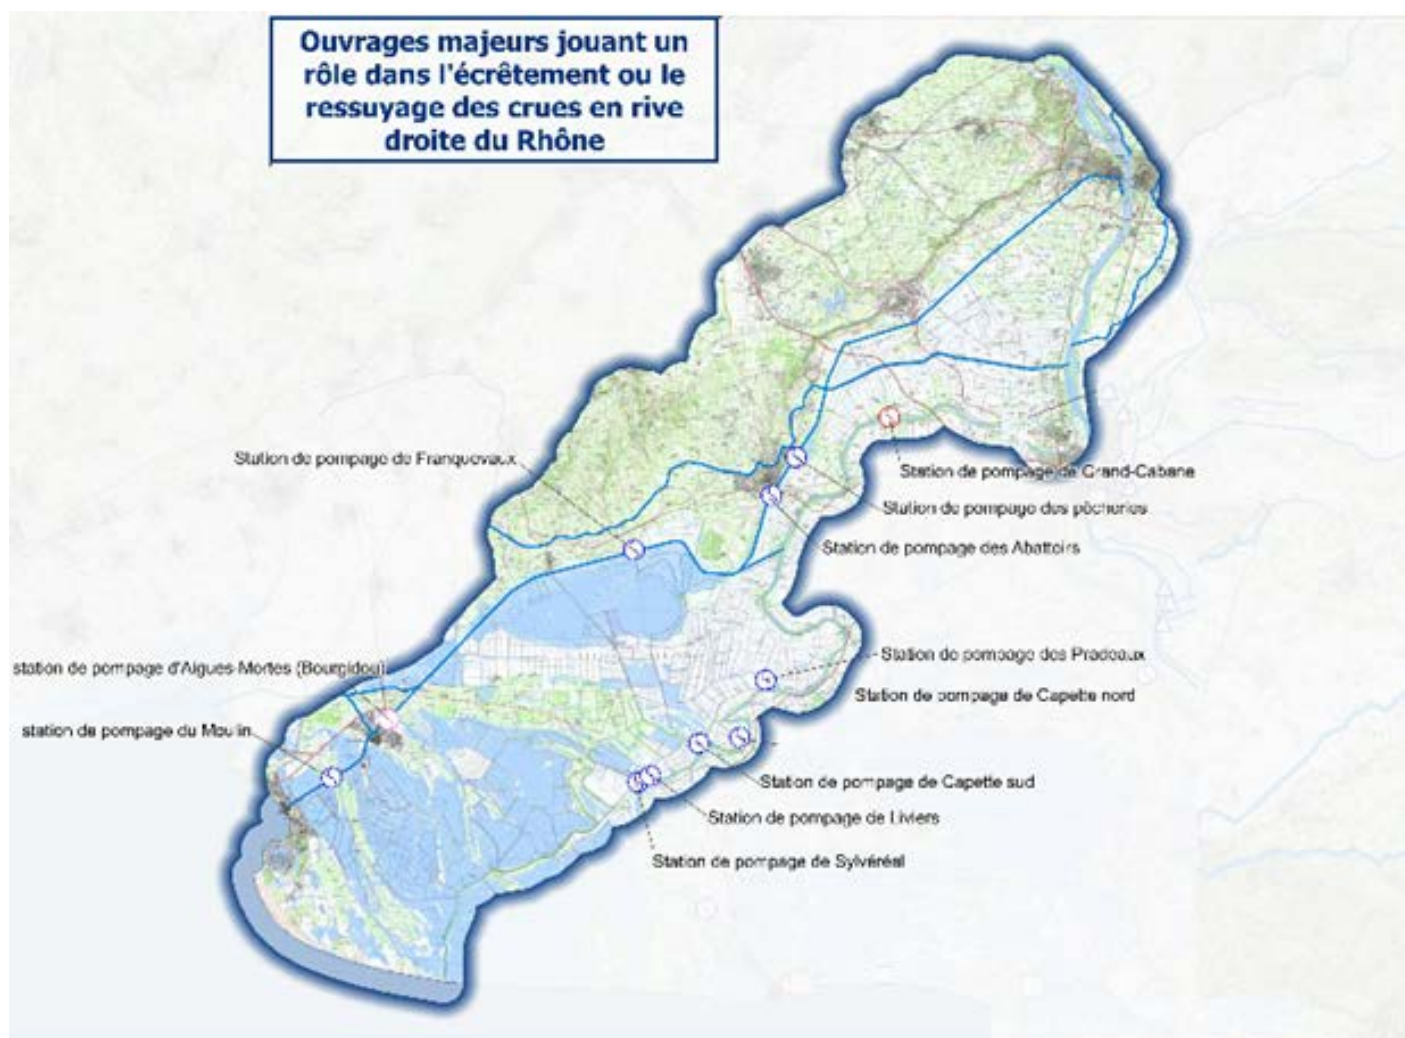 Ouvrages majeurs jouant un
rôle dans l'écrêtement ou le
ressuyage des crues en rive
droite du Rhône
Station de pompage de Franquevaux
Station de pompage de Grand-Cabane
Station de pompage des pêcheries
Station de pompage des Abattoirs
Station de pompage des Pradeaux
station de pompage d'Aigues-Mortes (Bourgidou)
Station de pompage de Capette nord
station de pompage du Moulin
Station de pompage de Capette sud
Station de pompage de Liviers
Station de pompage de Sylvéréal